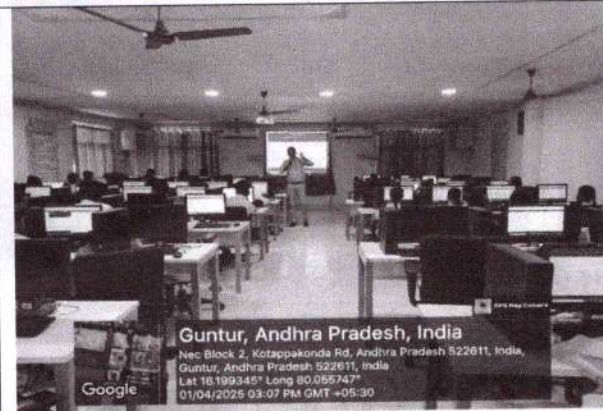 GPS Map Camera
Guntur, Andhra Pradesh, India
Nec Block 2, Kotappakonda Rd, Andhra Pradesh 522611, India,
Guntur, Andhra Pradesh 522611, India
Lat 16.199345° Long 80.055747°
01/04/2025 03:07 PM GMT +05:30
Google